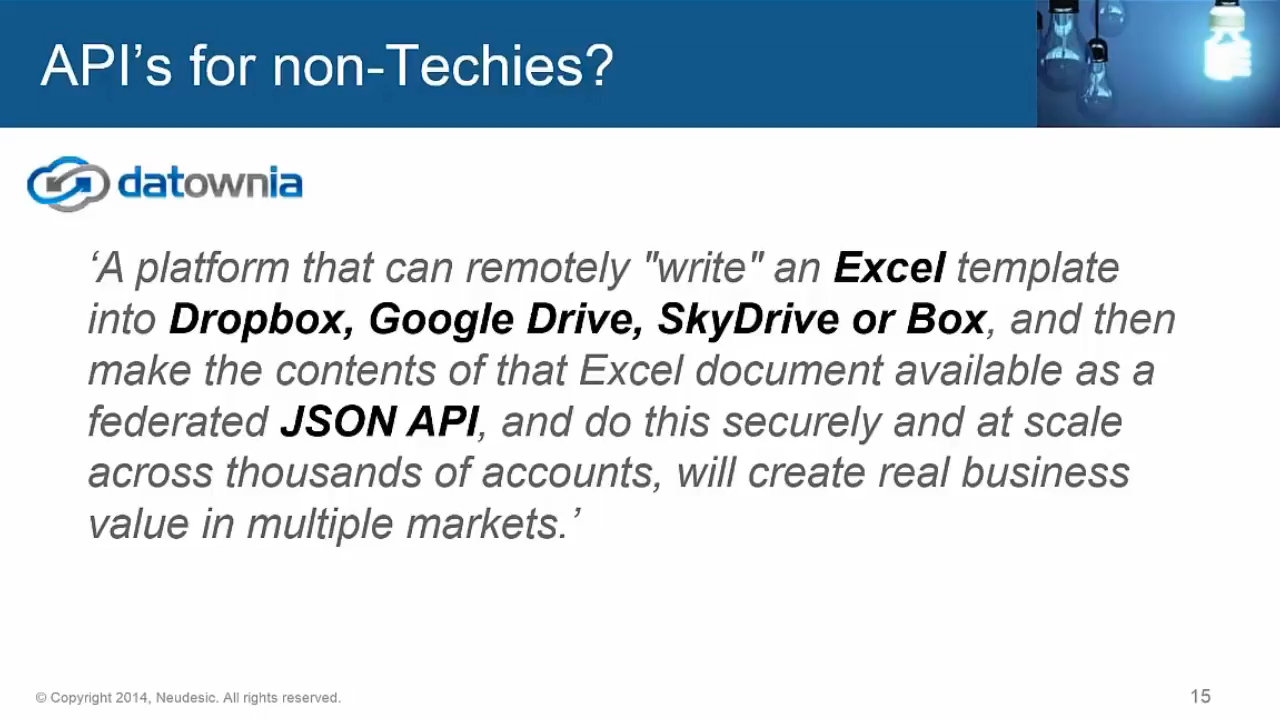 API’s for non-Techies?
datownia
‘A platform that can remotely "write" an Excel template
into Dropbox, Google Drive, SkyDrive or Box, and then
make the contents of that Excel document available as a
federated JSON API, and do this securely and at scale
across thousands of accounts, will create real business
value in multiple markets.’
© Copyright 2014, Neudesic. All rights reserved.
15